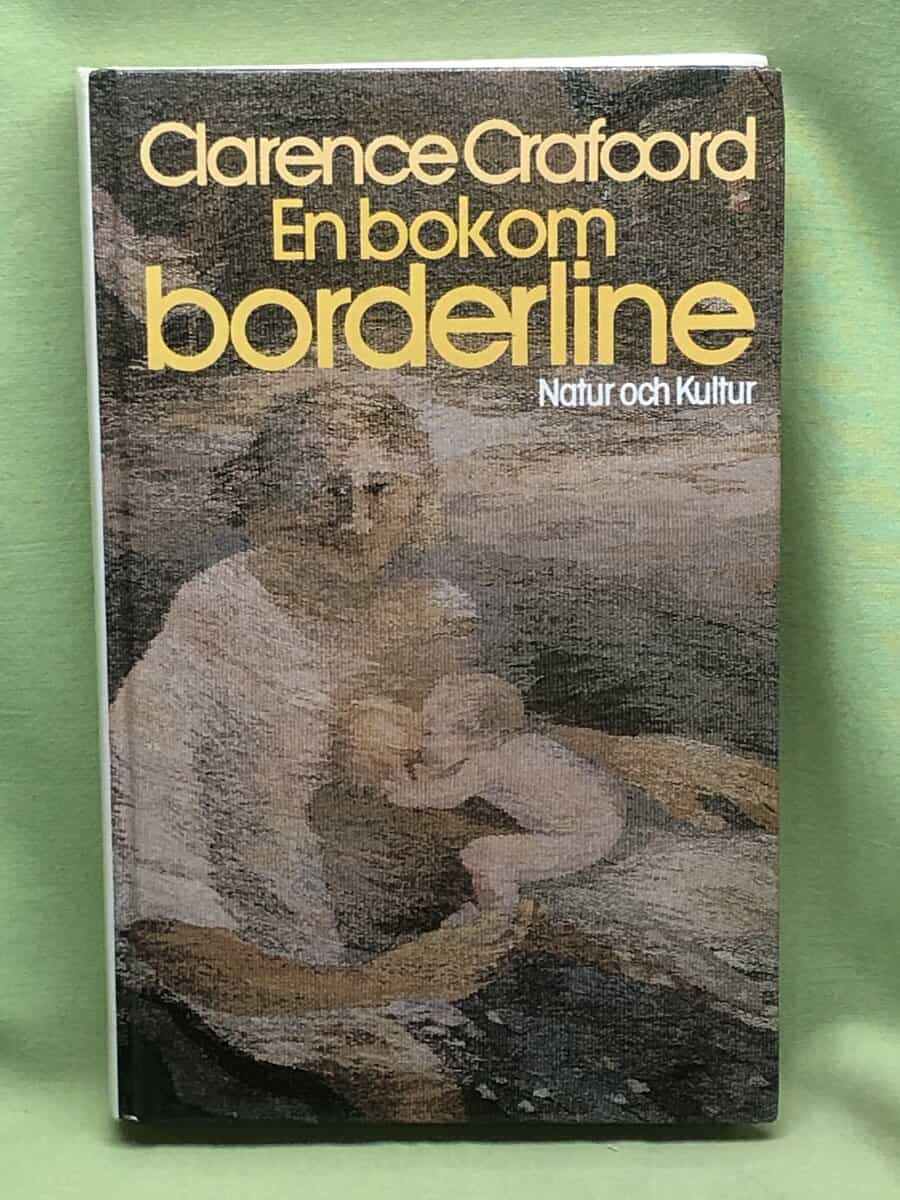 Clarence Crafoord
En bok om
borderline
Natur och Kultur